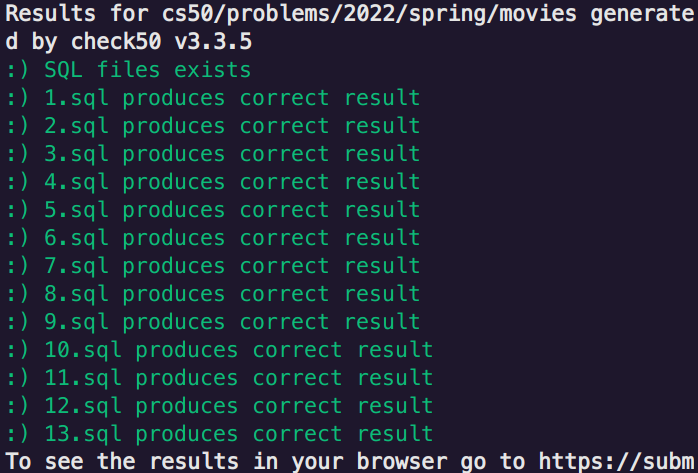 Results for cs50/problems/2022/spring/movies generate
d by check50 v3.3.5
:) SQL files exists
:) 1.sql produces correct result
:) 2.sql produces correct result
:) 3.sql produces correct result
:) 4.sql produces correct result
:) 5.sql produces correct result
:) 6.sql produces correct result
:) 7.sql produces correct result
:) 8.sql produces correct result
:) 9.sql produces correct result
:) 10.sql produces correct result
:) 11.sql produces correct result
:) 12.sql produces correct result
:) 13.sql produces correct result
To see the results in your browser go to https://subm